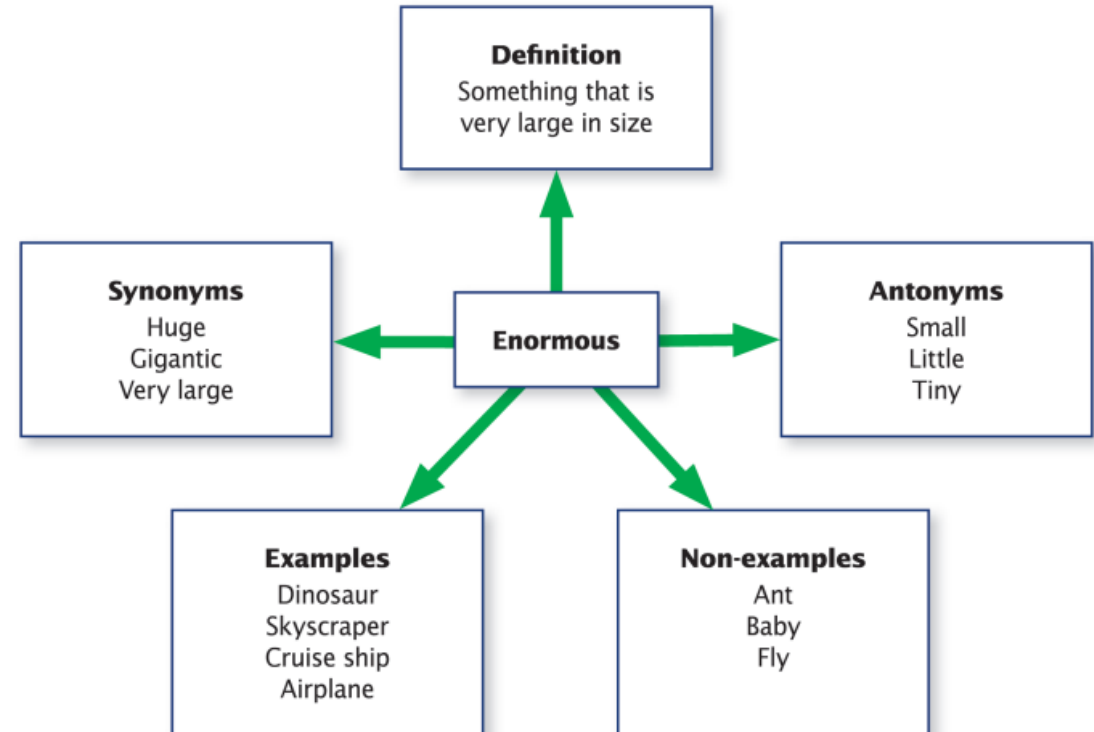 Definition
Something that is
very large in size
Synonyms
Huge
Gigantic
Very large
Enormous
Antonyms
Small
Little
Tiny
Examples
Dinosaur
Skyscraper
Cruise ship
Airplane
Non-examples
Ant
Baby
Fly